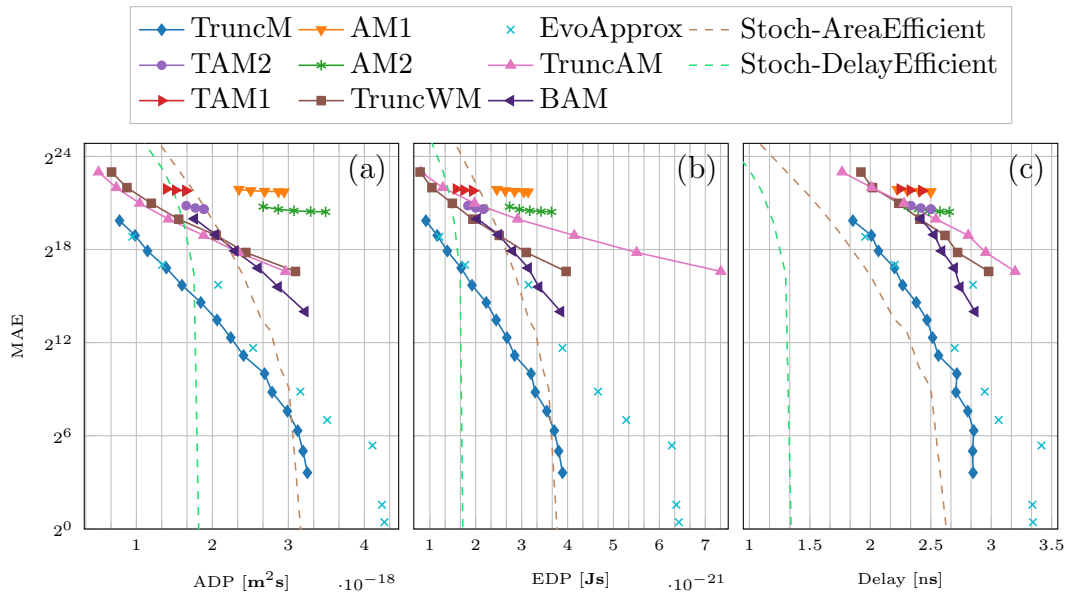 TruncM AM1 EvoApprox Stoch-AreaEfficient
TAM2 AM2 TruncAM Stoch-DelayEfficient
TAM1 TruncWM BAM
(a) (b) (c)
MAE
2^24
2^18
2^12
2^6
2^0
1 2 3 4
ADP [m²s] ·10^−18
1 2 3 4 5 6 7
EDP [Js] ·10^−21
1 1.5 2 2.5 3 3.5
Delay [ns]